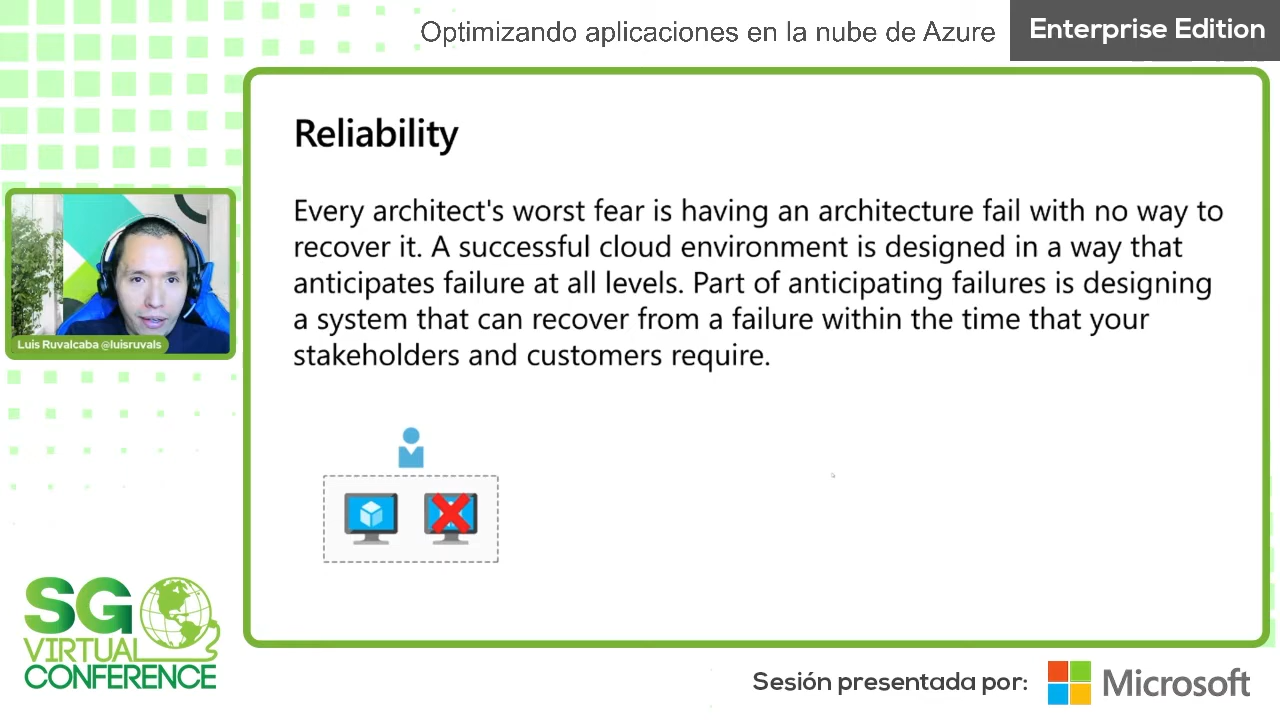 Optimizando aplicaciones en la nube de Azure
Enterprise Edition
Reliability
Every architect's worst fear is having an architecture fail with no way to
recover it. A successful cloud environment is designed in a way that
anticipates failure at all levels. Part of anticipating failures is designing
a system that can recover from a failure within the time that your
stakeholders and customers require.
Luis Ruvalcaba @luisruvals
SG
VIRTUAL
CONFERENCE
Sesión presentada por:
Microsoft